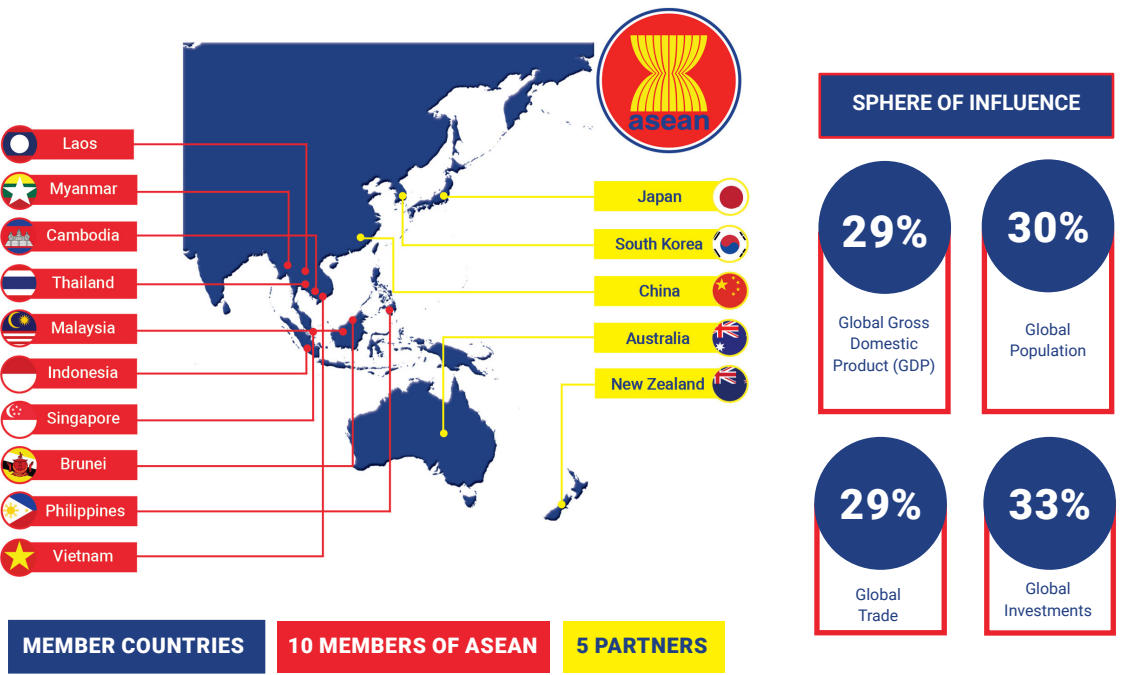 asean
Laos
Myanmar
Cambodia
Thailand
Malaysia
Indonesia
Singapore
Brunei
Philippines
Vietnam
Japan
South Korea
China
Australia
New Zealand
MEMBER COUNTRIES
10 MEMBERS OF ASEAN
5 PARTNERS
SPHERE OF INFLUENCE
29%
Global Gross
Domestic
Product (GDP)
30%
Global
Population
29%
Global
Trade
33%
Global
Investments